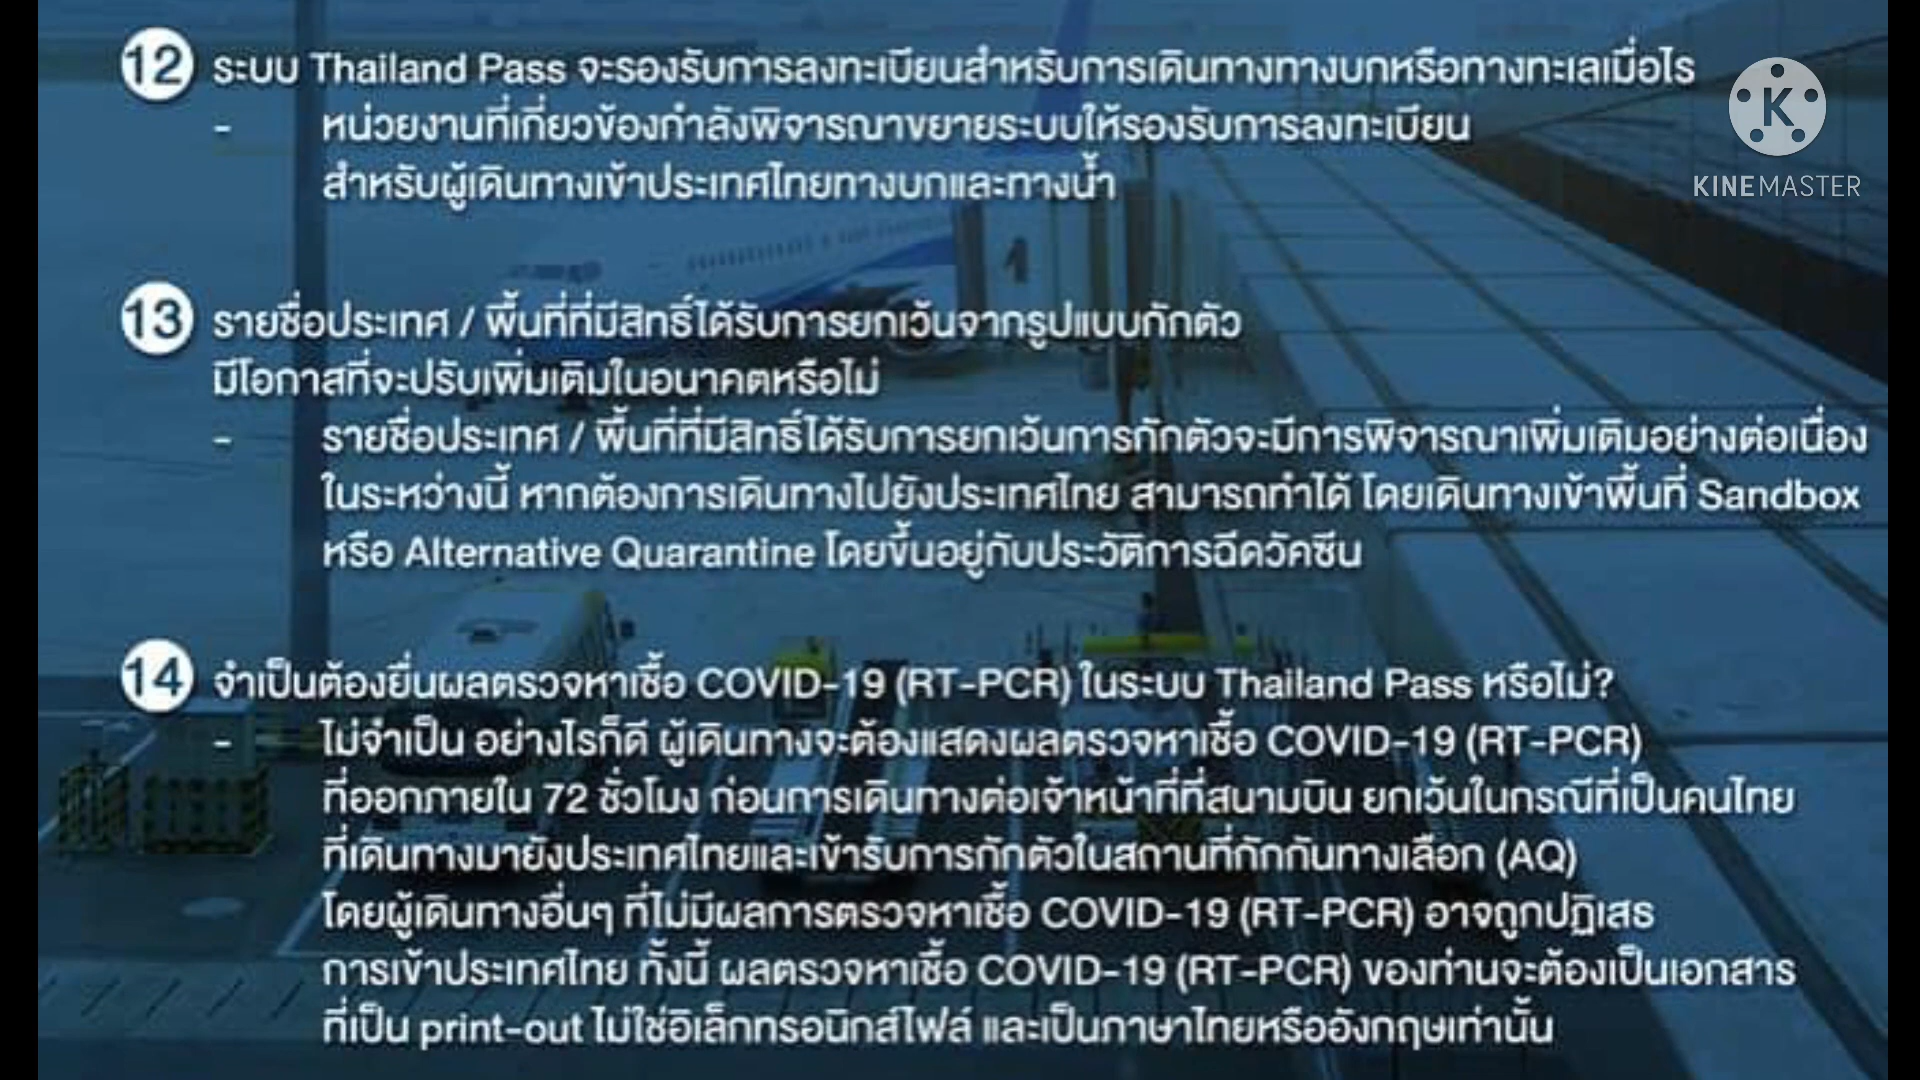 12 ระบบ Thailand Pass จะรองรับการลงทะเบียนสำหรับการเดินทางทางบกหรือทางทะเลเมื่อไร
- หน่วยงานที่เกี่ยวข้องกำลังพิจารณาขยายระบบให้รองรับการลงทะเบียน
สำหรับผู้เดินทางเข้าประเทศไทยทางบกและทางน้ำ
KINEMASTER
13 รายชื่อประเทศ / พื้นที่ที่มีสิทธิ์ได้รับการยกเว้นจากรูปแบบกักตัว
มีโอกาสที่จะปรับเพิ่มเติมในอนาคตหรือไม่
- รายชื่อประเทศ / พื้นที่ที่มีสิทธิ์ได้รับการยกเว้นการกักตัวจะมีการพิจารณาเพิ่มเติมอย่างต่อเนื่อง
ในระหว่างนี้ หากต้องการเดินทางไปยังประเทศไทย สามารถทำได้ โดยเดินทางเข้าพื้นที่ Sandbox
หรือ Alternative Quarantine โดยขึ้นอยู่กับประวัติการฉีดวัคซีน
14 จำเป็นต้องยื่นผลตรวจหาเชื้อ COVID-19 (RT-PCR) ในระบบ Thailand Pass หรือไม่?
- ไม่จำเป็น อย่างไรก็ดี ผู้เดินทางจะต้องแสดงผลตรวจหาเชื้อ COVID-19 (RT-PCR)
ที่ออกภายใน 72 ชั่วโมง ก่อนการเดินทางต่อเจ้าหน้าที่ที่สนามบิน ยกเว้นในกรณีที่เป็นคนไทย
ที่เดินทางมายังประเทศไทยและเข้ารับการกักตัวในสถานที่กักกันทางเลือก (AQ)
โดยผู้เดินทางอื่นๆ ที่ไม่มีผลการตรวจหาเชื้อ COVID-19 (RT-PCR) อาจถูกปฏิเสธ
การเข้าประเทศไทย ทั้งนี้ ผลตรวจหาเชื้อ COVID-19 (RT-PCR) ของท่านจะต้องเป็นเอกสาร
ที่เป็น print-out ไม่ใช่อิเล็กทรอนิกส์ไฟล์ และเป็นภาษาไทยหรืออังกฤษเท่านั้น